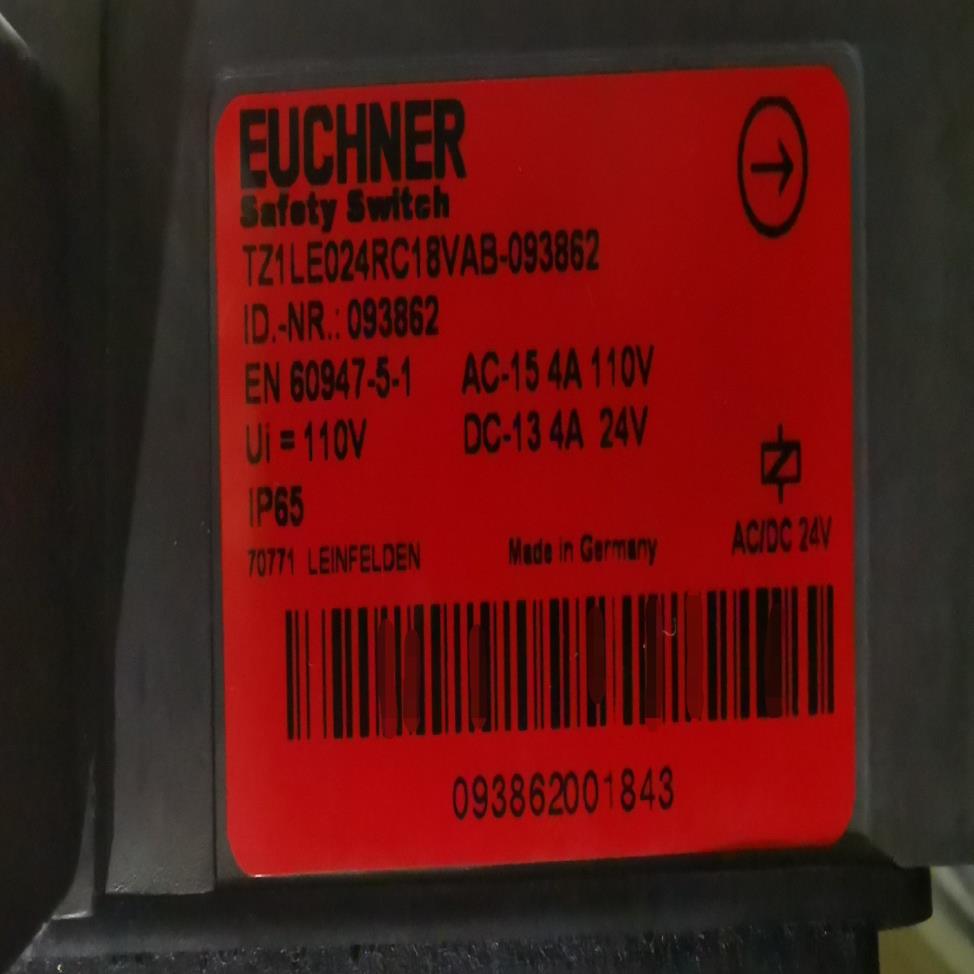 EUCHNER
Safety Switch
TZ1LE024RC18VAB-093862
ID.-NR.: 093862
EN 60947-5-1 AC-15 4A 110V
Ui = 110V DC-13 4A 24V
IP65
70771 LEINFELDEN Made in Germany AC/DC 24V
093862001843